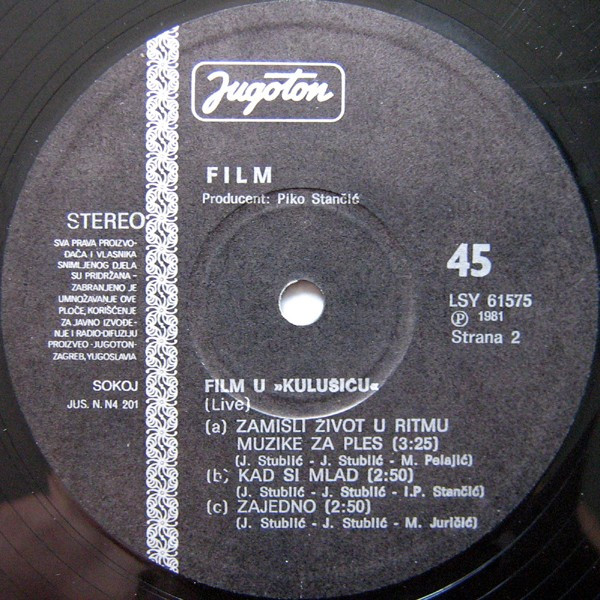 Jugoton
FILM
Producent: Piko Stančić
STEREO
SVA PRAVA PROIZVO-
ĐAČA I VLASNIKA
SNIMLJENOG DJELA
SU PRIDRŽANA -
ZABRANJENO JE
UMNOŽAVANJE OVE
PLOČE, KORIŠĆENJE
ZA JAVNO IZVOĐE-
NJE I RADIO-DIFUZIJU
PROIZVEO-JUGOTON-
ZAGREB, YUGOSLAVIA
SOKOJ
JUS. N. N4 201
45
LSY 61575
Ⓟ 1981
Strana 2
FILM U »KULUŠIĆU«
(Live)
(a) ZAMISLI ŽIVOT U RITMU
MUZIKE ZA PLES (3:25)
(J. Stublić - J. Stublić - M. Pelajić)
(b) KAD SI MLAD (2:50)
(J. Stublić - J. Stublić - I.P. Stančić)
(c) ZAJEDNO (2:50)
(J. Stublić - J. Stublić - M. Juričić)